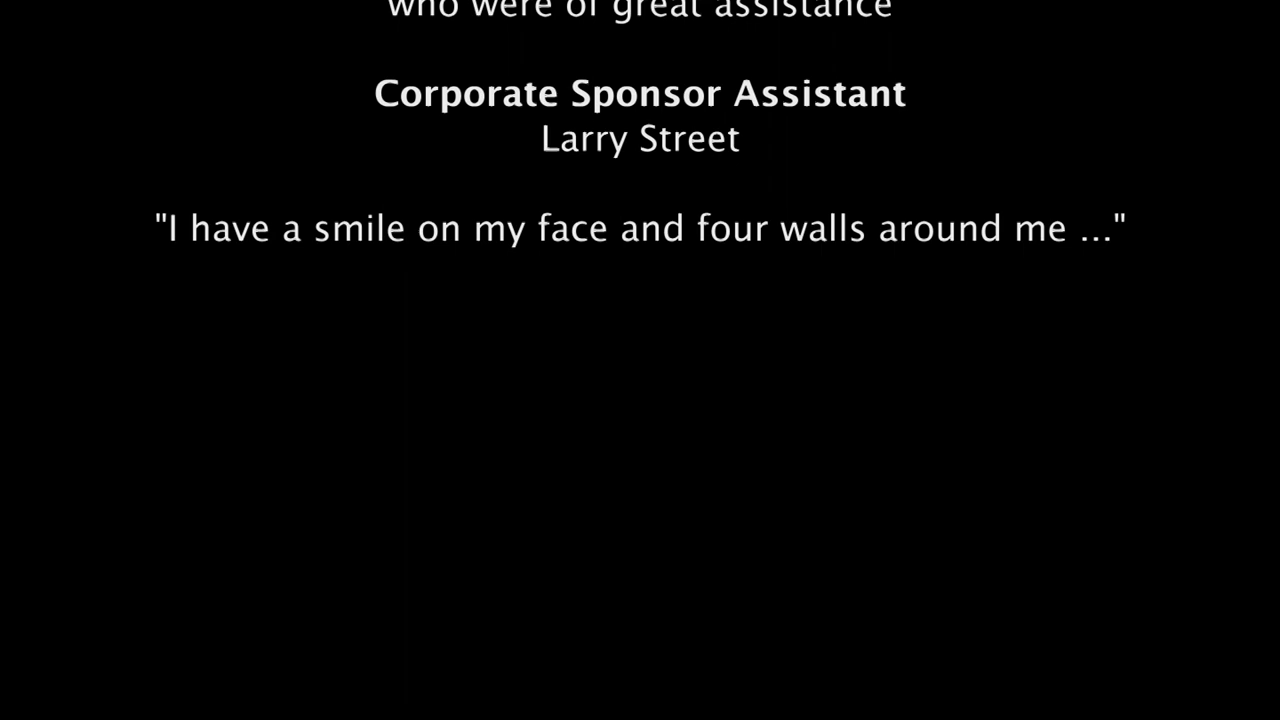 who were of great assistance
Corporate Sponsor Assistant
Larry Street
"I have a smile on my face and four walls around me ..."